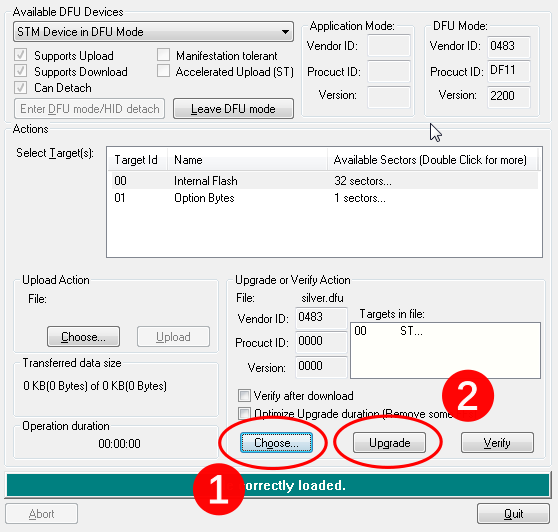 Available DFU Devices
STM Device in DFU Mode
Supports Upload
Manifestation tolerant
Supports Download
Accelerated Upload (ST)
Can Detach
Enter DFU mode/HID detach
Leave DFU mode
Application Mode:
Vendor ID:
Procuct ID:
Version:
DFU Mode:
Vendor ID: 0483
Procuct ID: DF11
Version: 2200
Actions
Select Target(s):
Target Id Name Available Sectors (Double Click for more)
00 Internal Flash 32 sectors...
01 Option Bytes 1 sectors...
Upload Action
File:
Choose...
Upload
Transferred data size
0 KB(0 Bytes) of 0 KB(0 Bytes)
Operation duration
00:00:00
Upgrade or Verify Action
File: silver.dfu
Vendor ID: 0483
Procuct ID: 0000
Version: 0000
Targets in file:
00 ST...
Verify after download
Optimize Upgrade duration (Remove some
2
Choose...
Upgrade
Verify
1
orrectly loaded.
Abort
Quit